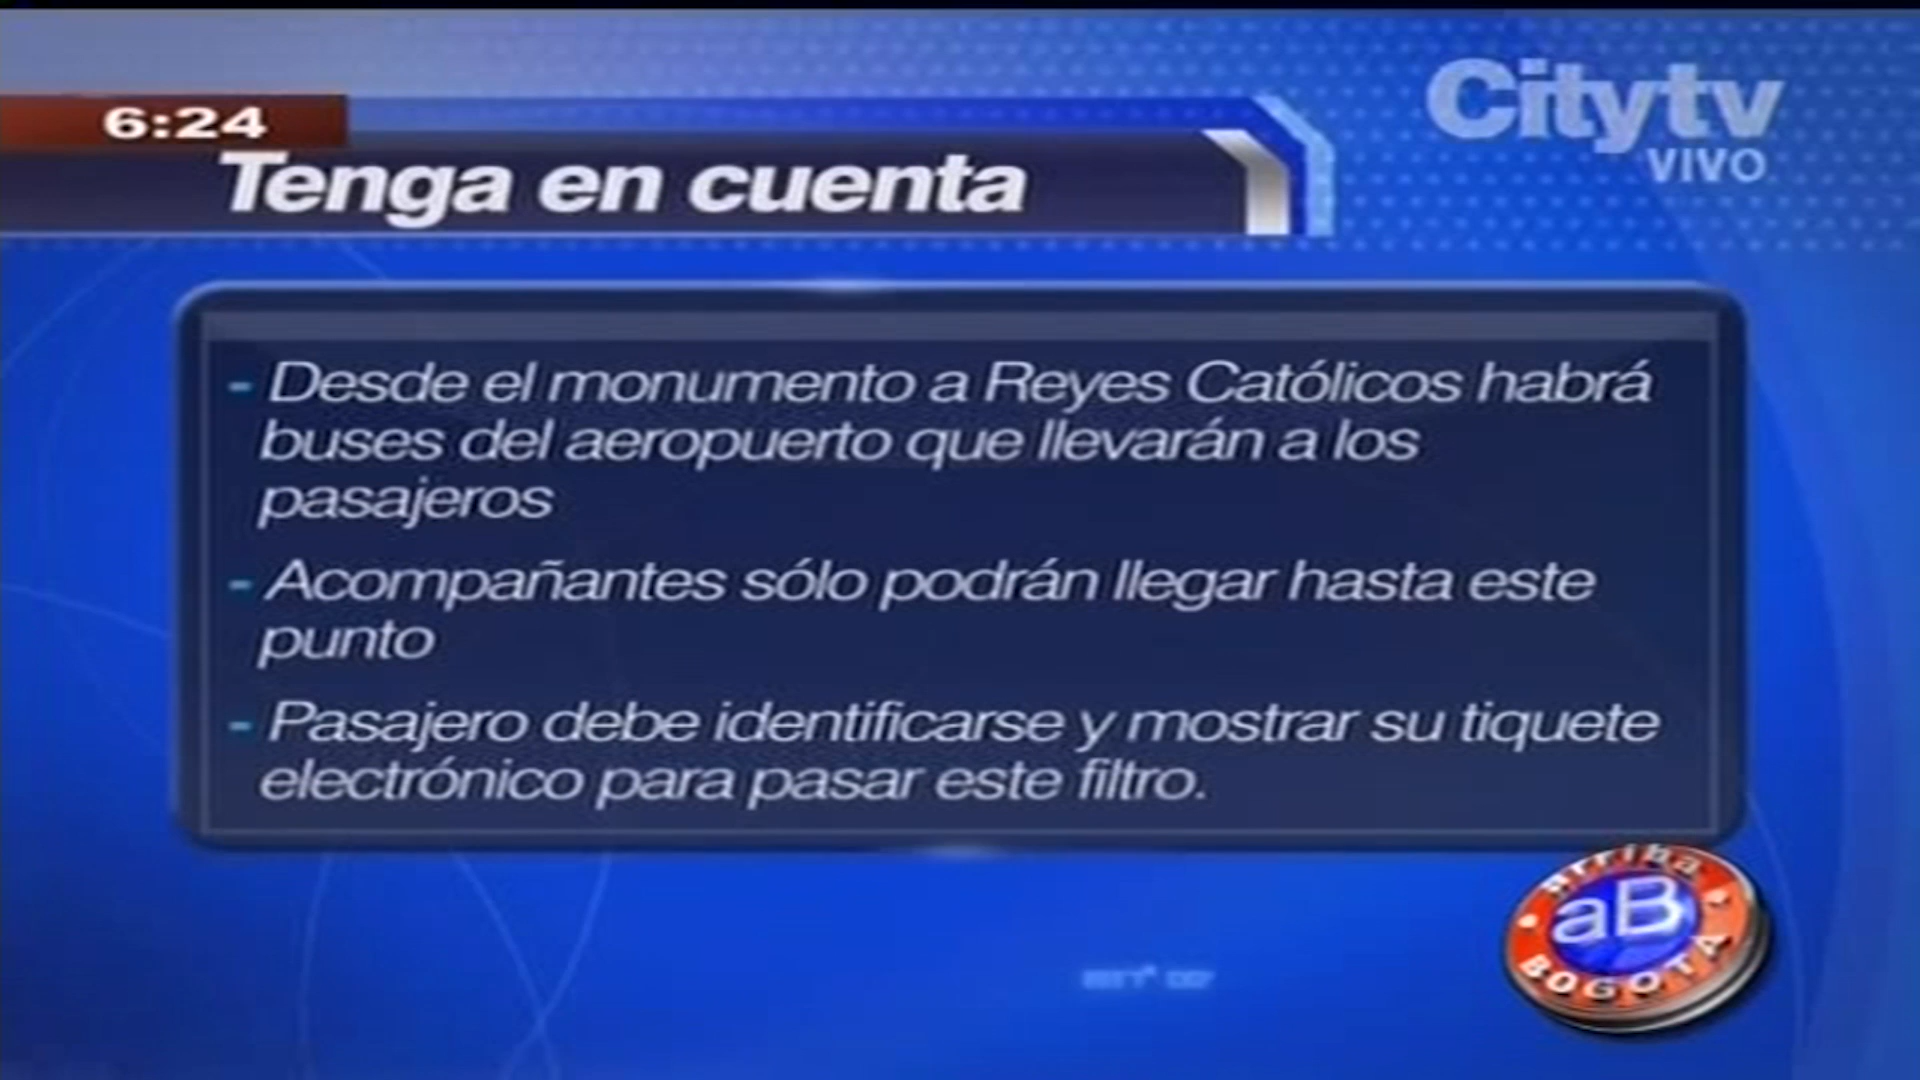 Citytv
VIVO
6:24
Tenga en cuenta
- Desde el monumento a Reyes Católicos habrá
buses del aeropuerto que llevarán a los
pasajeros
- Acompañantes sólo podrán llegar hasta este
punto
- Pasajero debe identificarse y mostrar su tiquete
electrónico para pasar este filtro.
arriba
aB
BOGOTA